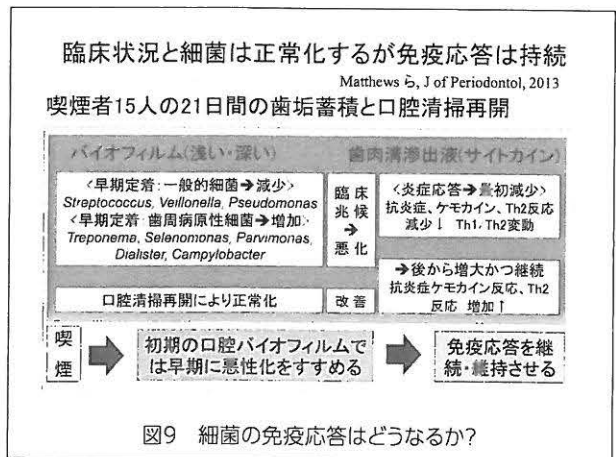 臨床状況と細菌は正常化するが免疫応答は持続
Matthews ら, J of Periodontol, 2013
喫煙者15人の21日間の歯垢蓄積と口腔清掃再開
バイオフィルム(浅い・深い)
<早期定着:一般的細菌➔減少>
Streptococcus, Veillonella, Pseudomonas
<早期定着・歯周病原性細菌➔増加>
Treponema, Selenomonas, Parvimonas,
Dialister, Campylobacter
口腔清掃再開により正常化
臨床
兆候
➔
悪化
改善
歯肉溝滲出液(サイトカイン)
<炎症応答➔最初減少>
抗炎症、ケモカイン、Th2反応
減少↓ Th1, Th2変動
➔後から増大かつ継続
抗炎症ケモカイン反応、Th2
反応 増加↑
喫
煙
初期の口腔バイオフィルムで
は早期に悪性化をすすめる
免疫応答を継
続・維持させる
図9 細菌の免疫応答はどうなるか?